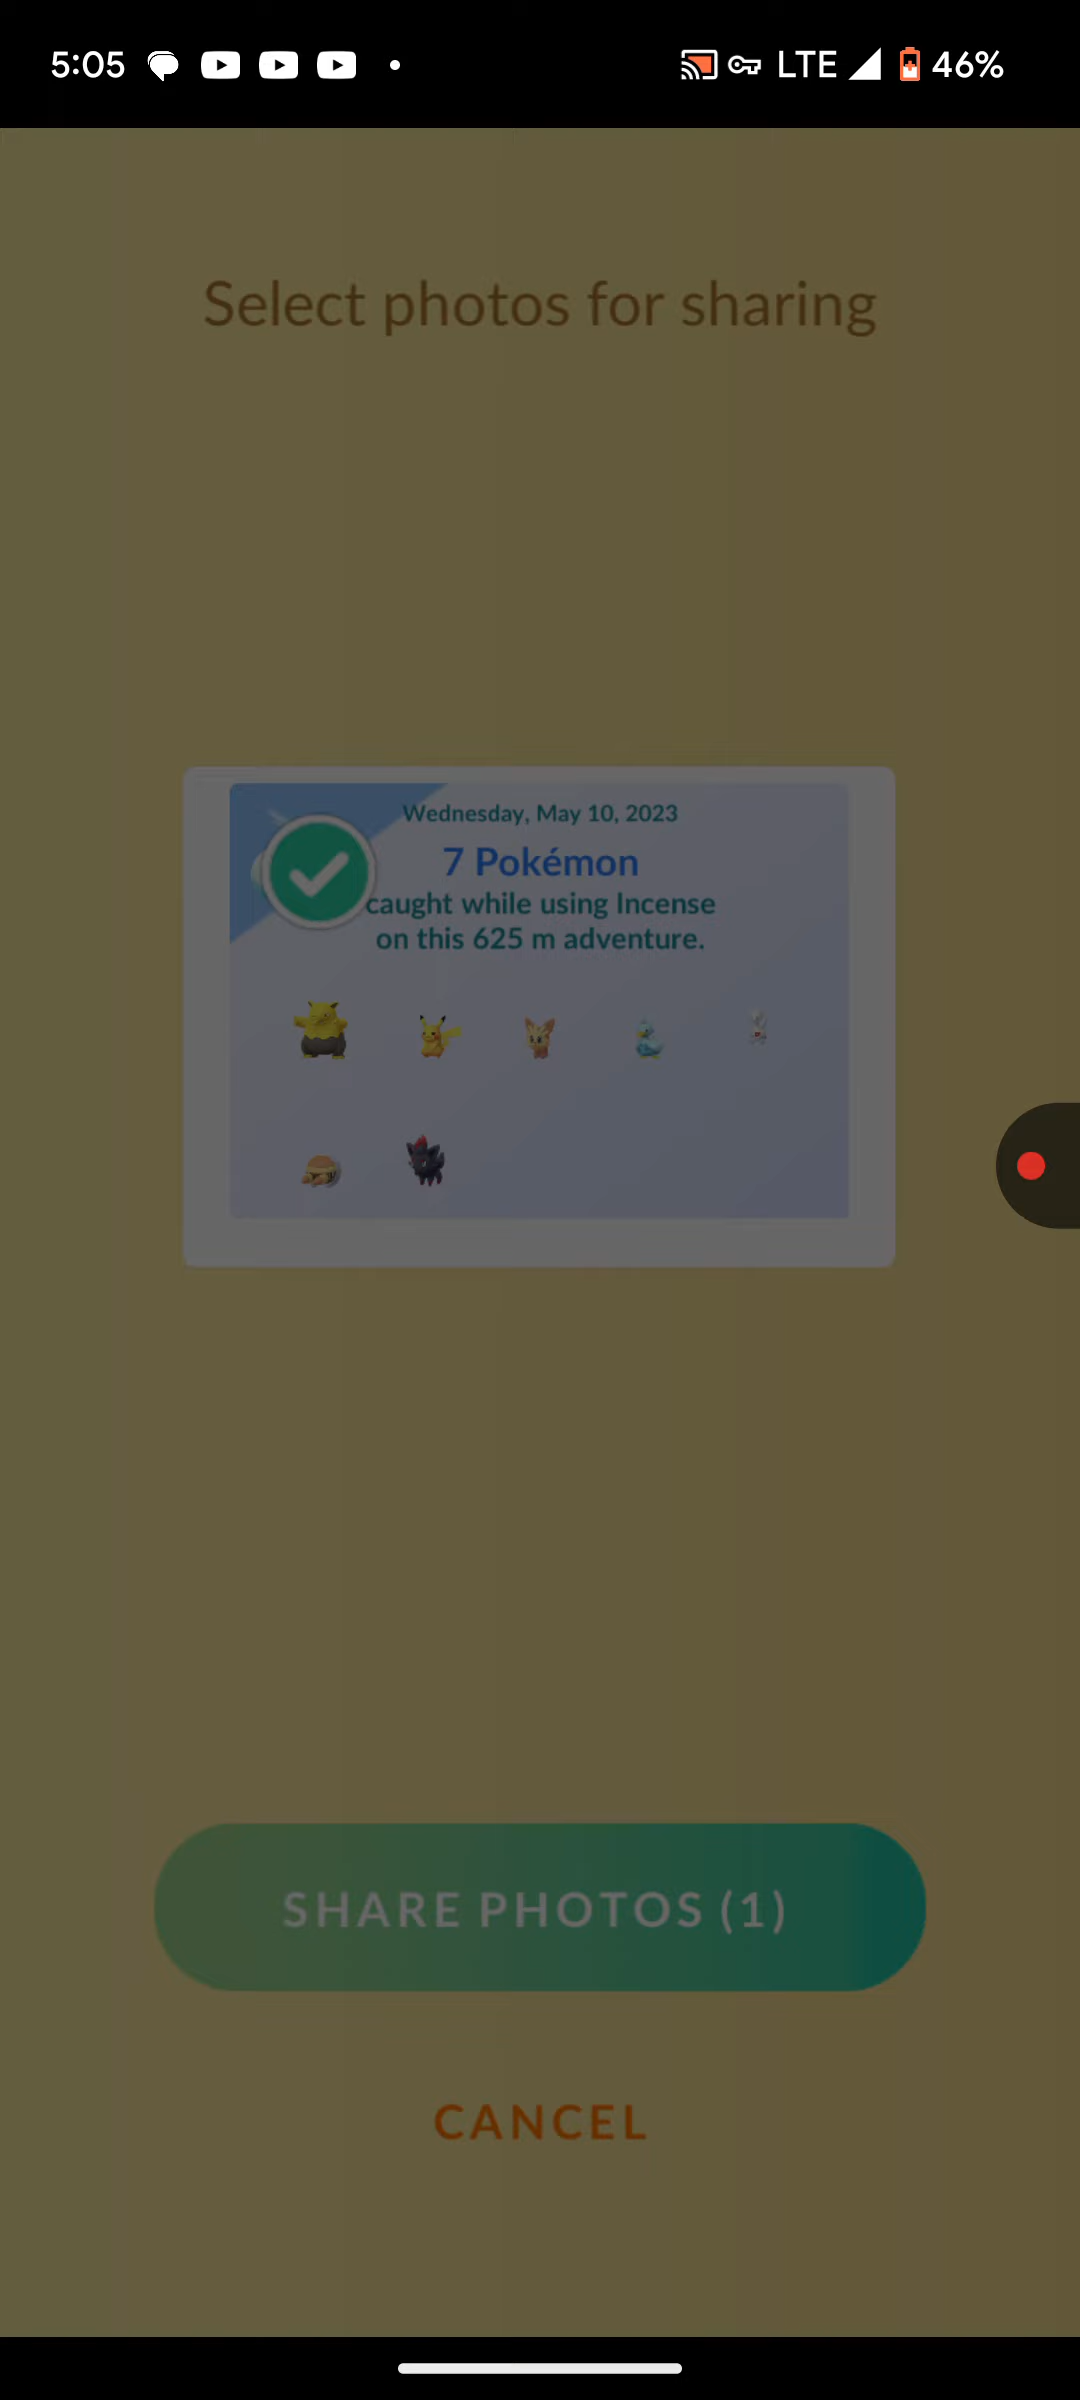 5:05 LTE 46%
Select photos for sharing
Wednesday, May 10, 2023
7 Pokémon
caught while using Incense
on this 625 m adventure.
SHARE PHOTOS (1)
CANCEL